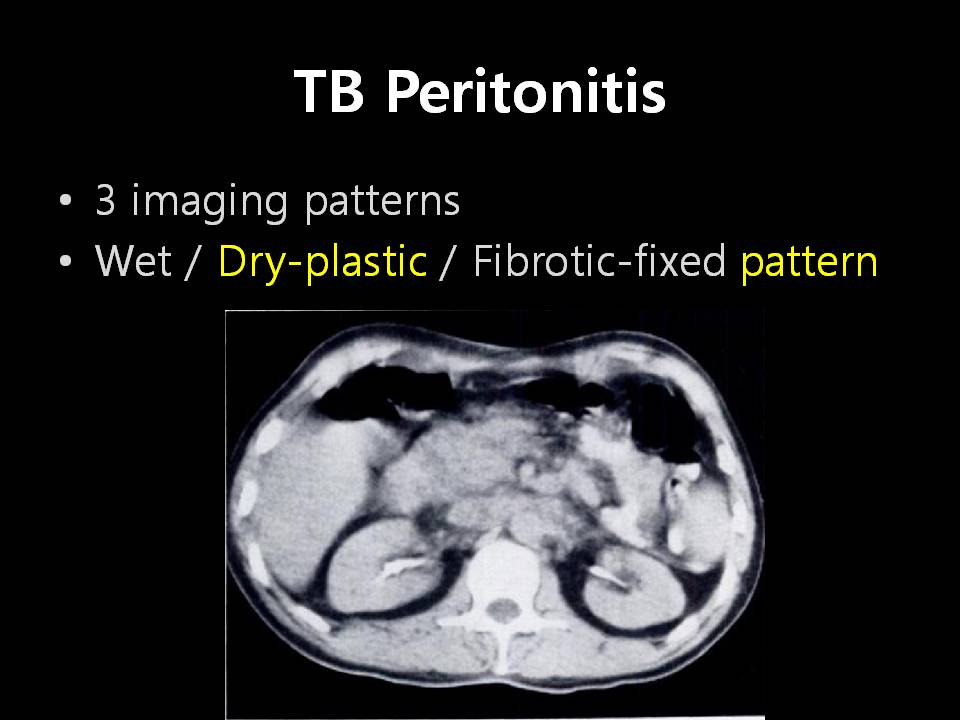 TB Peritonitis
• 3 imaging patterns
• Wet / Dry-plastic / Fibrotic-fixed pattern